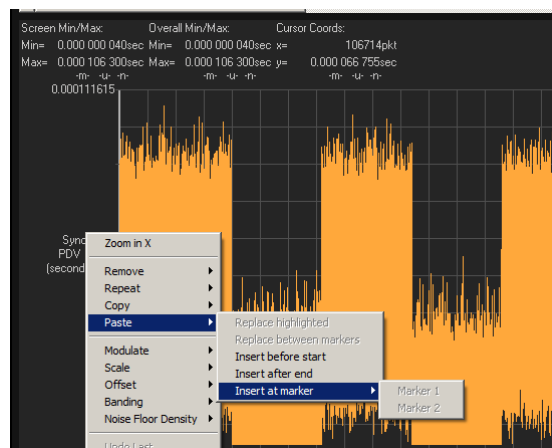 Screen Min/Max: Overall Min/Max: Cursor Coords:
Min= 0.000 000 040sec Min= 0.000 000 040sec x= 106714pkt
Max= 0.000 106 300sec Max= 0.000 106 300sec y= 0.000 066 755sec
-m- -u- -n- -m- -u- -n- -m- -u- -n-
0.000111615
Sync
PDV
(second
Zoom in X
Remove
Repeat
Copy
Paste
Modulate
Scale
Offset
Banding
Noise Floor Density
Undo Last
Replace highlighted
Replace between markers
Insert before start
Insert after end
Insert at marker
Marker 1
Marker 2